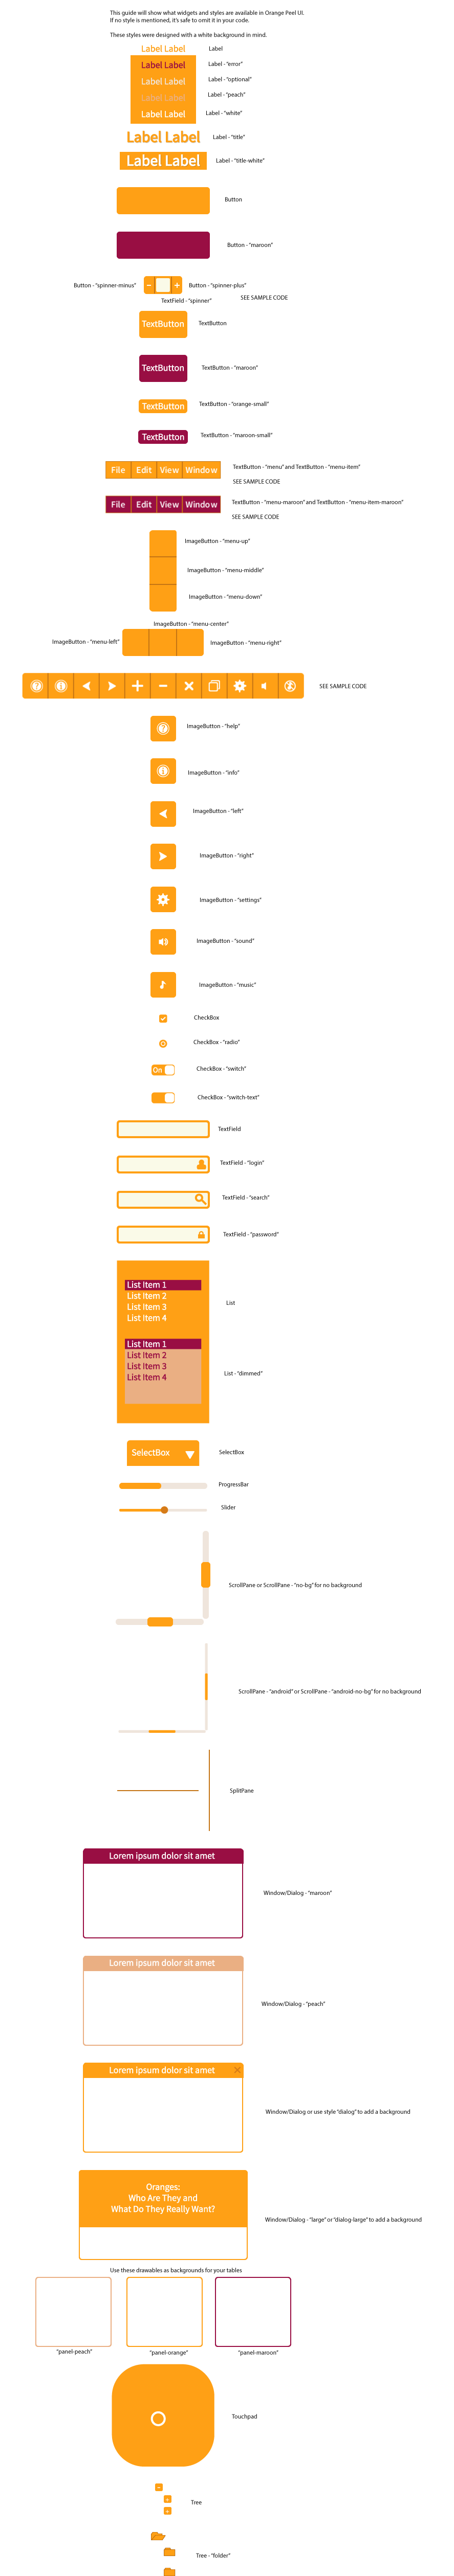 This guide will show what widgets and styles are available in Orange Peel UI.
If no style is mentioned, it's safe to omit it in your code.
These styles were designed with a white background in mind.
Label Label Label
Label Label Label - "error"
Label Label Label - "optional"
Label Label Label - "peach"
Label Label Label - "white"
Label Label Label - "title"
Label Label Label - "title-white"
Button
Button - "maroon"
Button - "spinner-minus" Button - "spinner-plus"
TextField - "spinner" SEE SAMPLE CODE
TextButton TextButton
TextButton TextButton - "maroon"
TextButton TextButton - "orange-small"
TextButton TextButton - "maroon-small"
File Edit View Window TextButton - "menu" and TextButton - "menu-item"
SEE SAMPLE CODE
File Edit View Window TextButton - "menu-maroon" and TextButton - "menu-item-maroon"
SEE SAMPLE CODE
ImageButton - "menu-up"
ImageButton - "menu-middle"
ImageButton - "menu-down"
ImageButton - "menu-center"
ImageButton - "menu-left" ImageButton - "menu-right"
SEE SAMPLE CODE
ImageButton - "help"
ImageButton - "info"
ImageButton - "left"
ImageButton - "right"
ImageButton - "settings"
ImageButton - "sound"
ImageButton - "music"
CheckBox
CheckBox - "radio"
On CheckBox - "switch"
CheckBox - "switch-text"
TextField
TextField - "login"
TextField - "search"
TextField - "password"
List Item 1
List Item 2
List Item 3
List Item 4
List
List Item 1
List Item 2
List Item 3
List Item 4
List - "dimmed"
SelectBox SelectBox
ProgressBar
Slider
ScrollPane or ScrollPane - "no-bg" for no background
ScrollPane - "android" or ScrollPane - "android-no-bg" for no background
SplitPane
Lorem ipsum dolor sit amet
Window/Dialog - "maroon"
Lorem ipsum dolor sit amet
Window/Dialog - "peach"
Lorem ipsum dolor sit amet
Window/Dialog or use style "dialog" to add a background
Oranges:
Who Are They and
What Do They Really Want?
Window/Dialog - "large" or "dialog-large" to add a background
Use these drawables as backgrounds for your tables
"panel-peach" "panel-orange" "panel-maroon"
Touchpad
Tree
Tree - "folder"